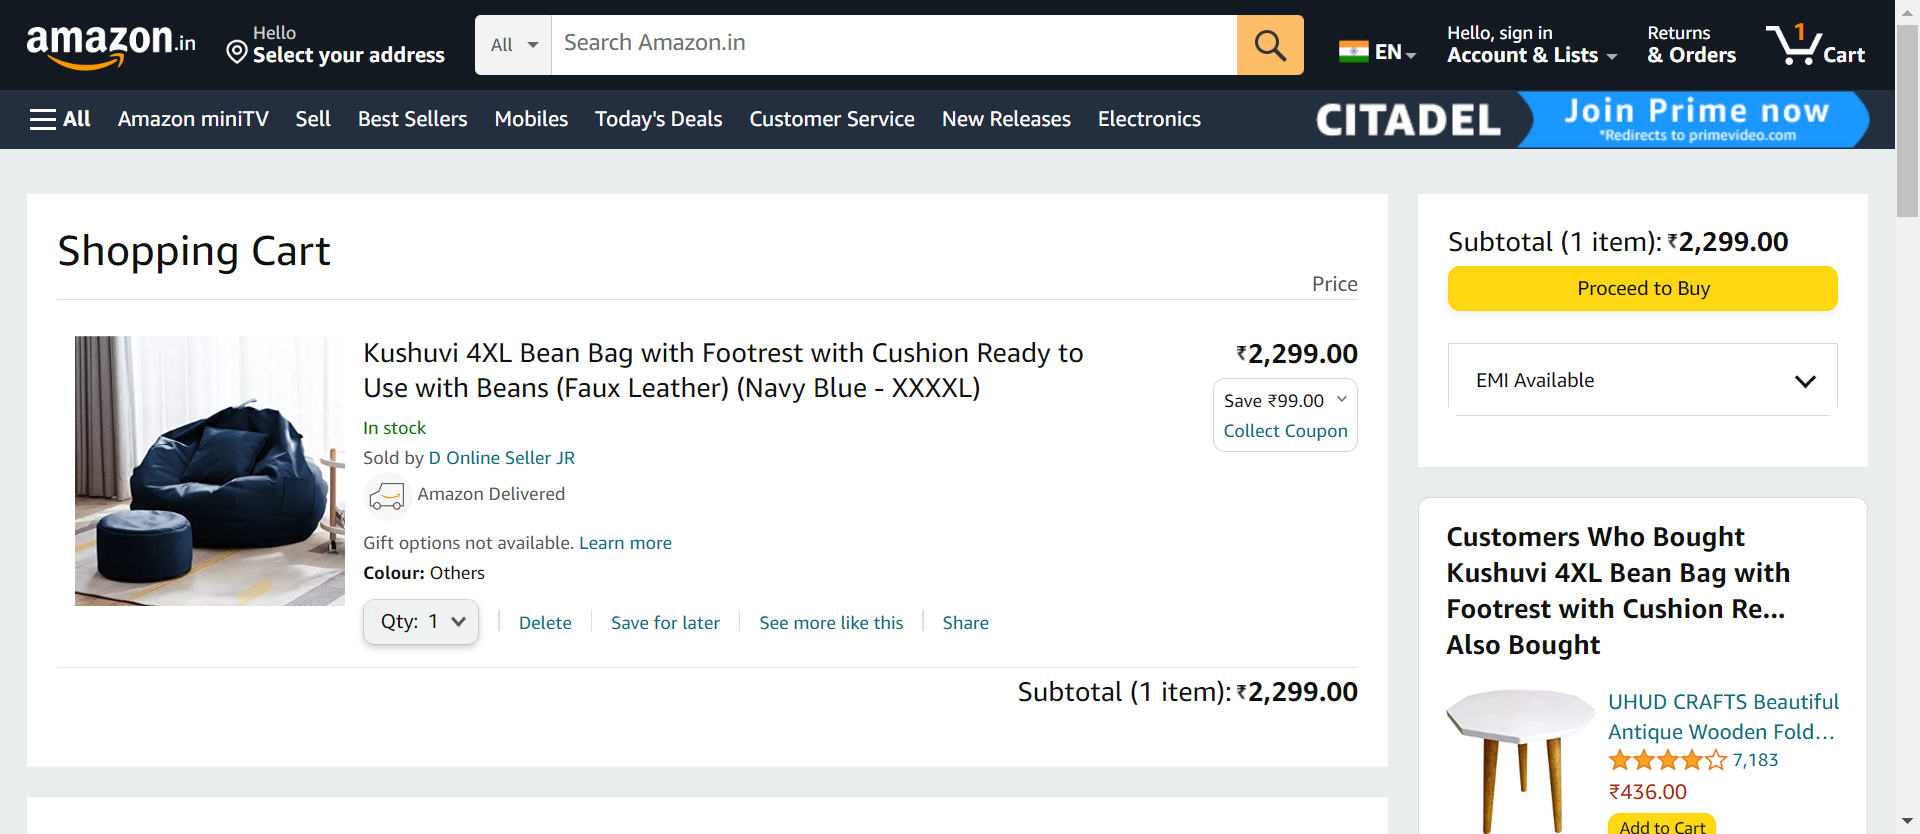 amazon.in
Hello
Select your address
All
Search Amazon.in
EN
Hello, sign in
Account & Lists
Returns
& Orders
1
Cart
All
Amazon miniTV
Sell
Best Sellers
Mobiles
Today's Deals
Customer Service
New Releases
Electronics
CITADEL
Join Prime now
*Redirects to primevideo.com
Shopping Cart
Price
Kushuvi 4XL Bean Bag with Footrest with Cushion Ready to
Use with Beans (Faux Leather) (Navy Blue - XXXXL)
₹2,299.00
Save ₹99.00
Collect Coupon
In stock
Sold by D Online Seller JR
Amazon Delivered
Gift options not available. Learn more
Colour: Others
Qty: 1
Delete
Save for later
See more like this
Share
Subtotal (1 item): ₹2,299.00
Subtotal (1 item): ₹2,299.00
Proceed to Buy
EMI Available
Customers Who Bought
Kushuvi 4XL Bean Bag with
Footrest with Cushion Re...
Also Bought
UHUD CRAFTS Beautiful
Antique Wooden Fold...
7,183
₹436.00
Add to Cart